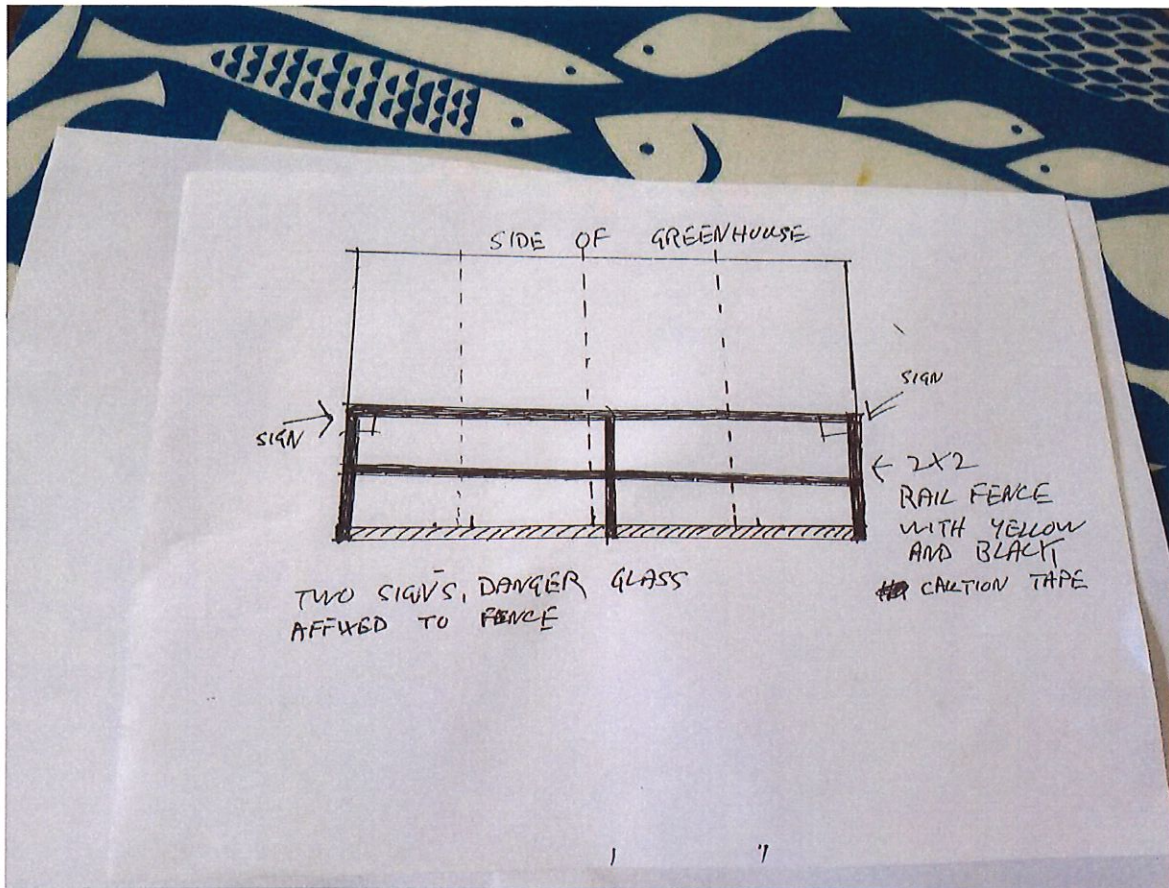 SIDE OF GREENHOUSE
SIGN
SIGN
← 2X2
RAIL FENCE
WITH YELLOW
AND BLACK
CAUTION TAPE
TWO SIGNS, DANGER GLASS
AFFIXED TO FENCE